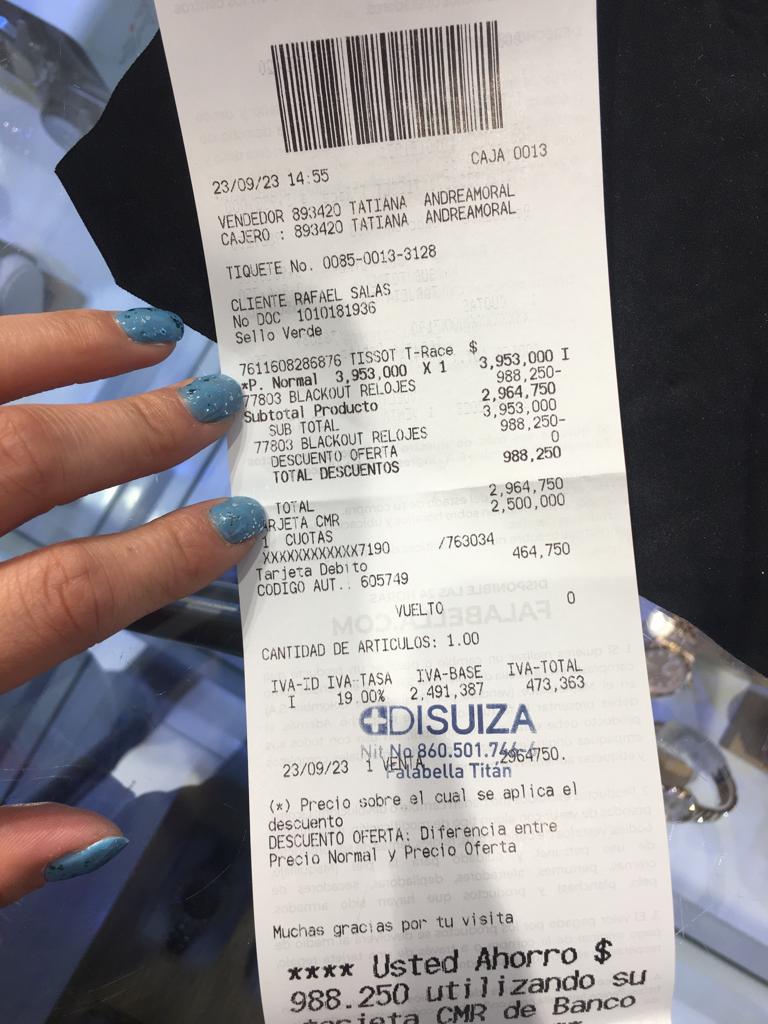 CAJA 0013
23/09/23 14:55
VENDEDOR 893420 TATIANA ANDREAMORAL
CAJERO : 893420 TATIANA ANDREAMORAL
TIQUETE No. 0085-0013-3128
CLIENTE RAFAEL SALAS
No DOC 1010181936
Sello Verde
7611608286876 TISSOT T-Race $
*P. Normal 3,953,000 X 1 3,953,000 I
77803 BLACKOUT RELOJES 988,250-
Subtotal Producto 2,964,750
SUB TOTAL 3,953,000
77803 BLACKOUT RELOJES 988,250-
DESCUENTO OFERTA 0
TOTAL DESCUENTOS 988,250
TOTAL 2,964,750
ARJETA CMR 2,500,000
1 CUOTAS
XXXXXXXXXXXX7190 /763034
Tarjeta Debito 464,750
CODIGO AUT.. 605749
VUELTO 0
CANTIDAD DE ARTICULOS: 1.00
IVA-ID IVA-TASA IVA-BASE IVA-TOTAL
I 19.00% 2,491,387 473,363
DISUIZA
Nit No 860.501.744-4
23/09/23 1 VENTA 2964750.
Falabella Titán
(*) Precio sobre el cual se aplica el
descuento
DESCUENTO OFERTA: Diferencia entre
Precio Normal y Precio Oferta
Muchas gracias por tu visita
**** Usted Ahorro $
988.250 utilizando su
tarjeta CMR de Banco